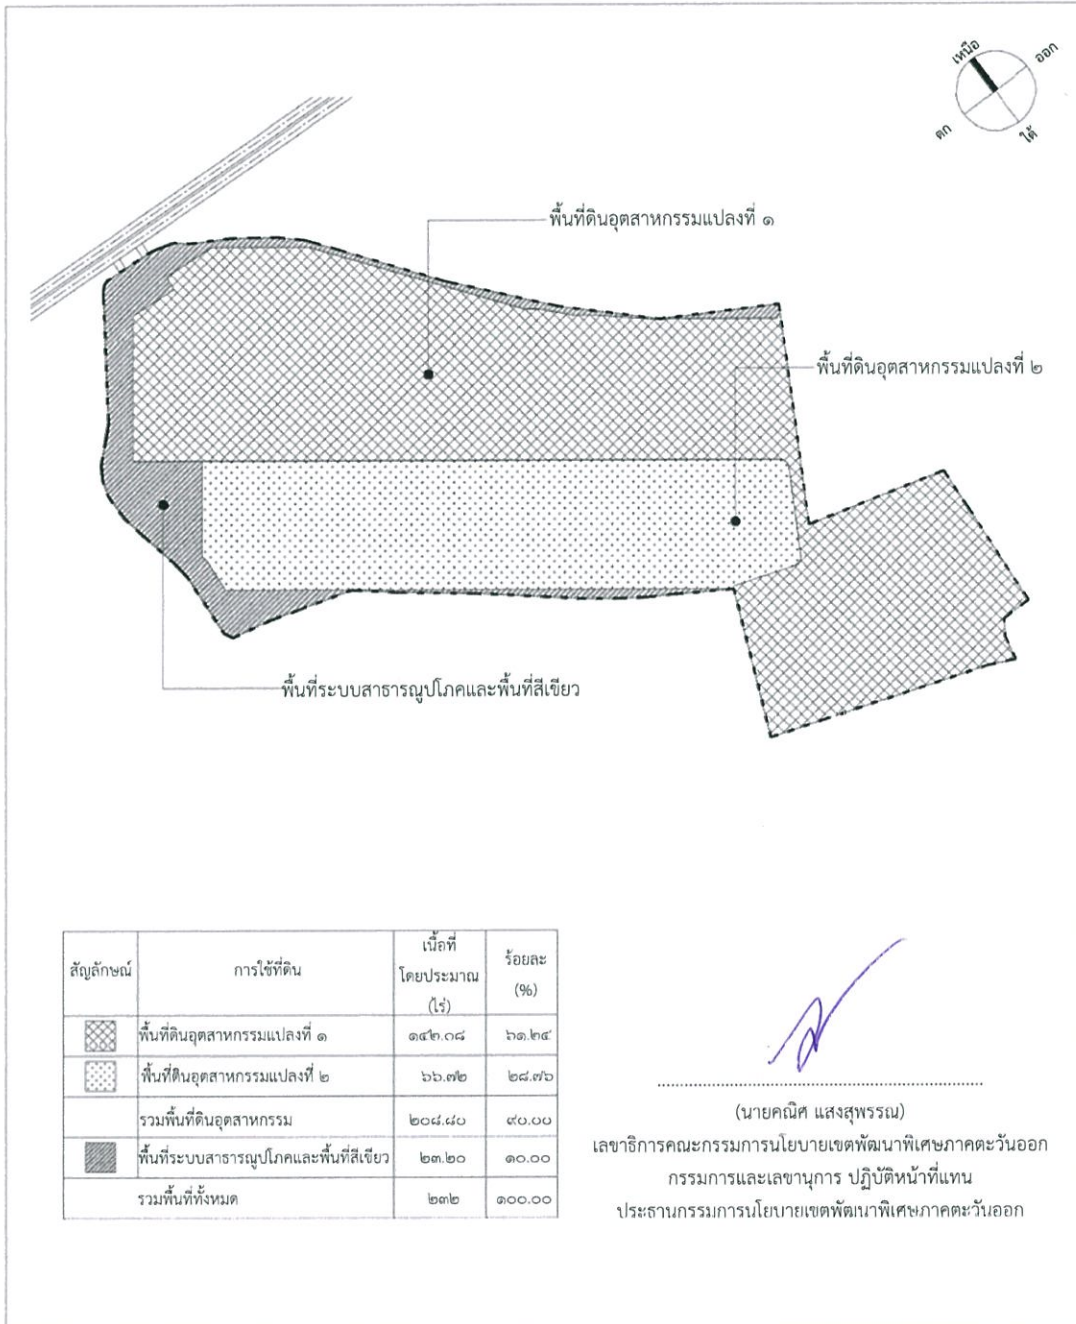 เหนือ
ออก
ตก
ใต้
พื้นที่ดินอุตสาหกรรมแปลงที่ ๑
พื้นที่ดินอุตสาหกรรมแปลงที่ ๒
พื้นที่ระบบสาธารณูปโภคและพื้นที่สีเขียว
สัญลักษณ์ การใช้ที่ดิน เนื้อที่โดยประมาณ (ไร่) ร้อยละ (%)
พื้นที่ดินอุตสาหกรรมแปลงที่ ๑ ๑๔๒.๐๘ ๖๑.๒๔
พื้นที่ดินอุตสาหกรรมแปลงที่ ๒ ๖๖.๗๒ ๒๘.๗๖
รวมพื้นที่ดินอุตสาหกรรม ๒๐๘.๘๐ ๙๐.๐๐
พื้นที่ระบบสาธารณูปโภคและพื้นที่สีเขียว ๒๓.๒๐ ๑๐.๐๐
รวมพื้นที่ทั้งหมด ๒๓๒ ๑๐๐.๐๐
(นายคณิศ แสงสุพรรณ)
เลขาธิการคณะกรรมการนโยบายเขตพัฒนาพิเศษภาคตะวันออก
กรรมการและเลขานุการ ปฏิบัติหน้าที่แทน
ประธานกรรมการนโยบายเขตพัฒนาพิเศษภาคตะวันออก